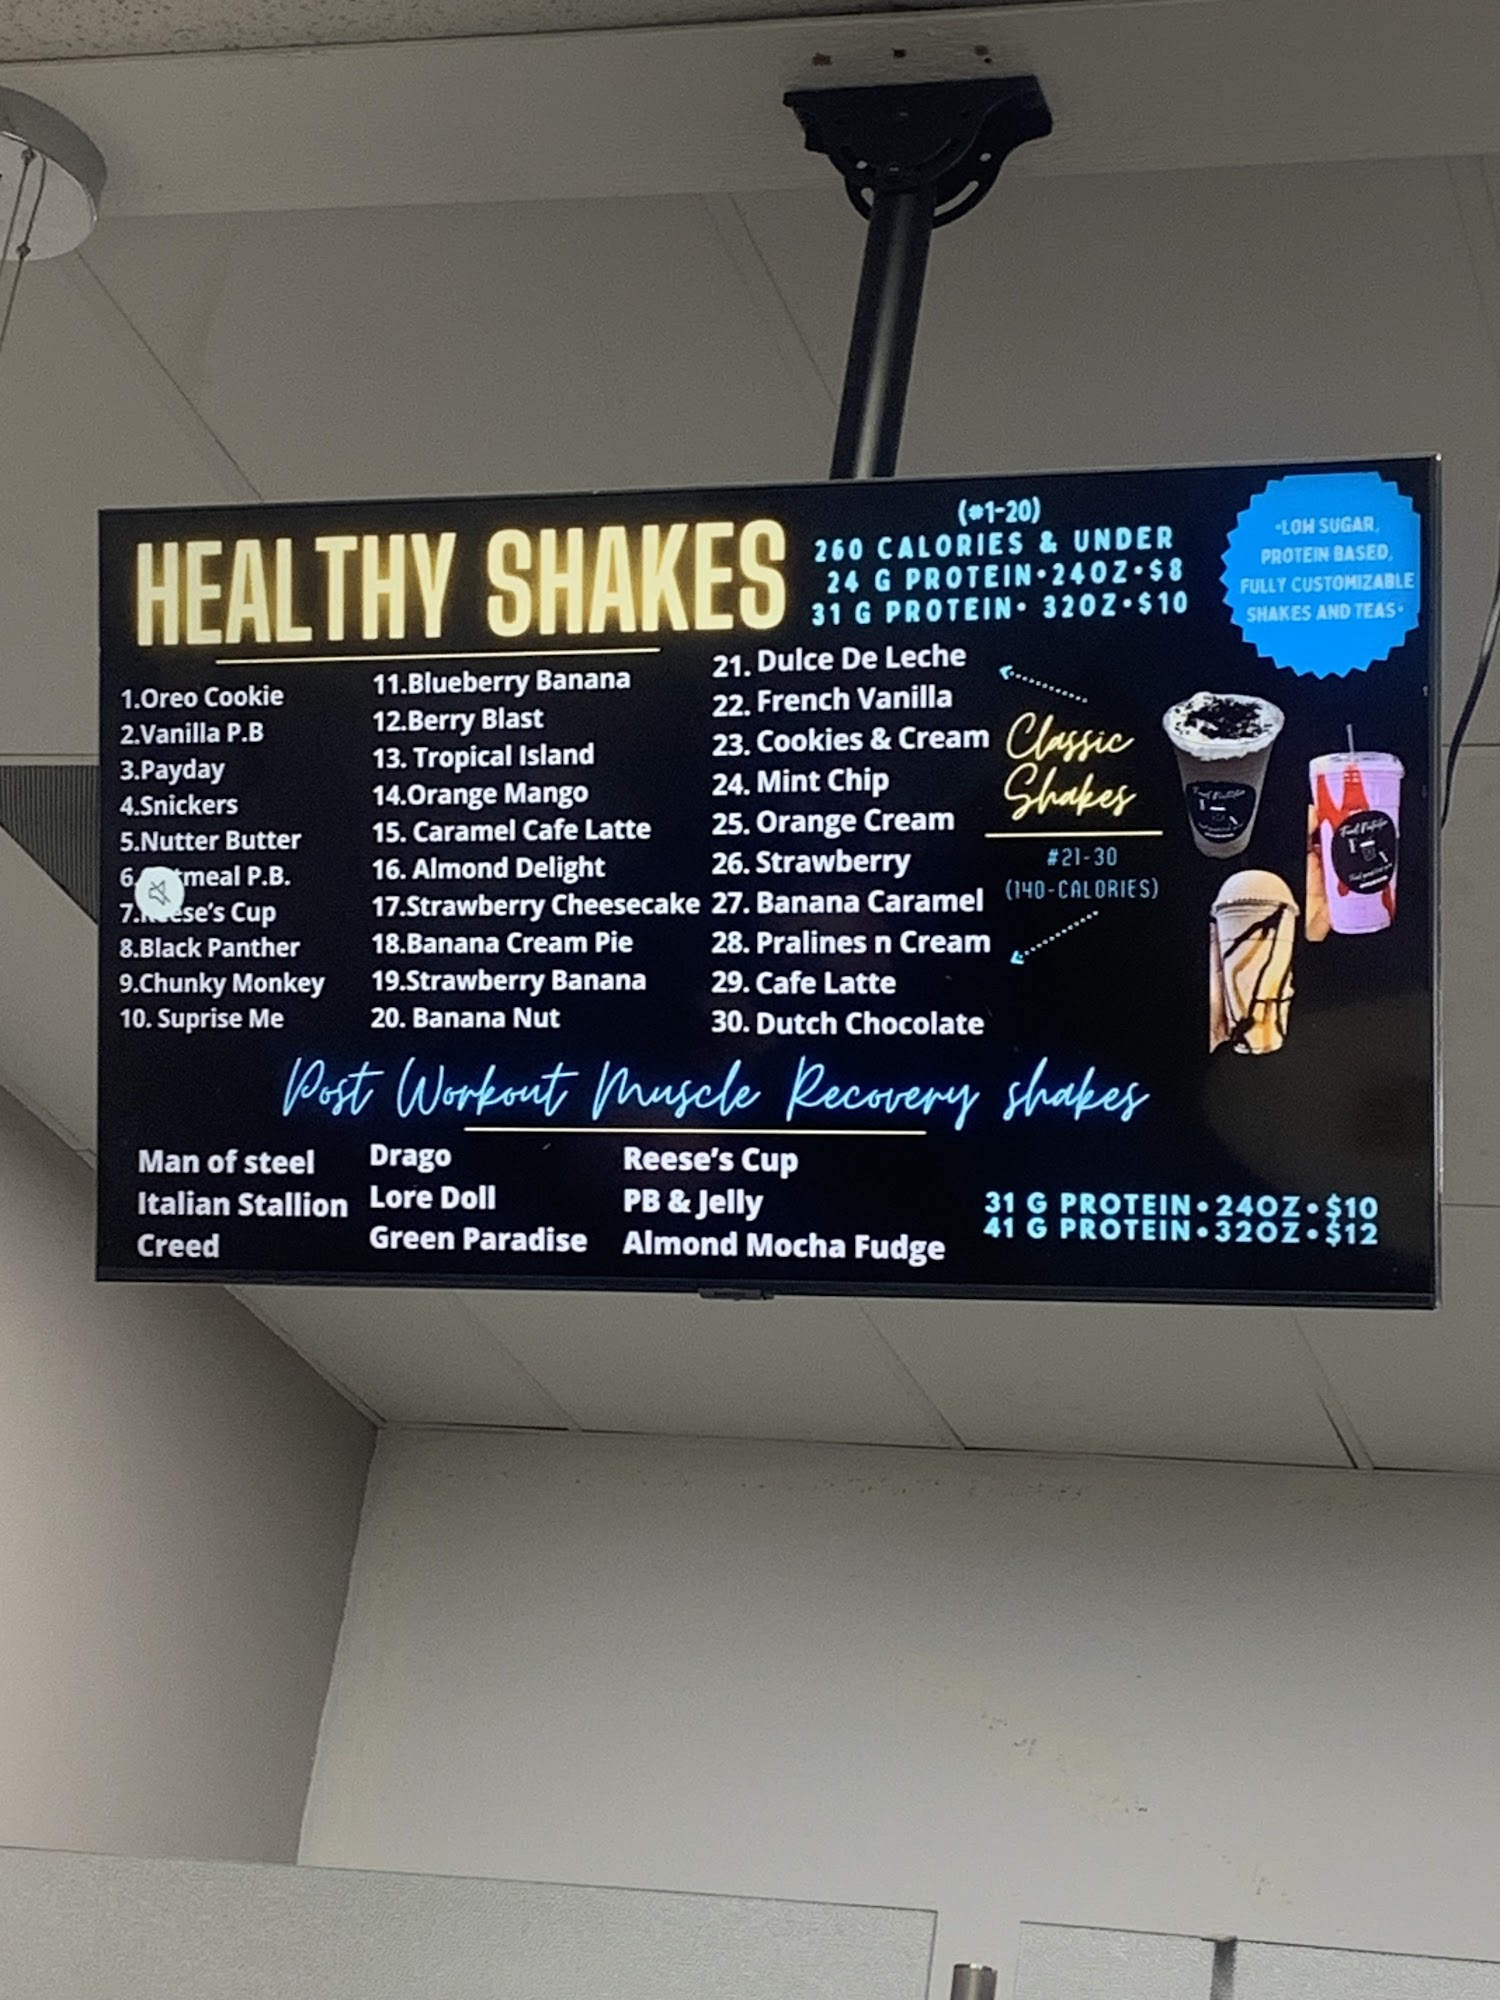 HEALTHY SHAKES
(#1-20)
260 CALORIES & UNDER
24 G PROTEIN•24OZ•$8
31 G PROTEIN• 32OZ•$10
•LOW SUGAR,
PROTEIN BASED,
FULLY CUSTOMIZABLE
SHAKES AND TEAS•
1.Oreo Cookie
2.Vanilla P.B
3.Payday
4.Snickers
5.Nutter Butter
6. tmeal P.B.
7. ese's Cup
8.Black Panther
9.Chunky Monkey
10. Suprise Me
11.Blueberry Banana
12.Berry Blast
13. Tropical Island
14.Orange Mango
15. Caramel Cafe Latte
16. Almond Delight
17.Strawberry Cheesecake
18.Banana Cream Pie
19.Strawberry Banana
20. Banana Nut
21. Dulce De Leche
22. French Vanilla
23. Cookies & Cream
24. Mint Chip
25. Orange Cream
26. Strawberry
27. Banana Caramel
28. Pralines n Cream
29. Cafe Latte
30. Dutch Chocolate
Classic
Shakes
#21-30
(140-CALORIES)
Post Workout Muscle Recovery shakes
Man of steel
Italian Stallion
Creed
Drago
Lore Doll
Green Paradise
Reese's Cup
PB & Jelly
Almond Mocha Fudge
31 G PROTEIN•24OZ•$10
41 G PROTEIN•32OZ•$12